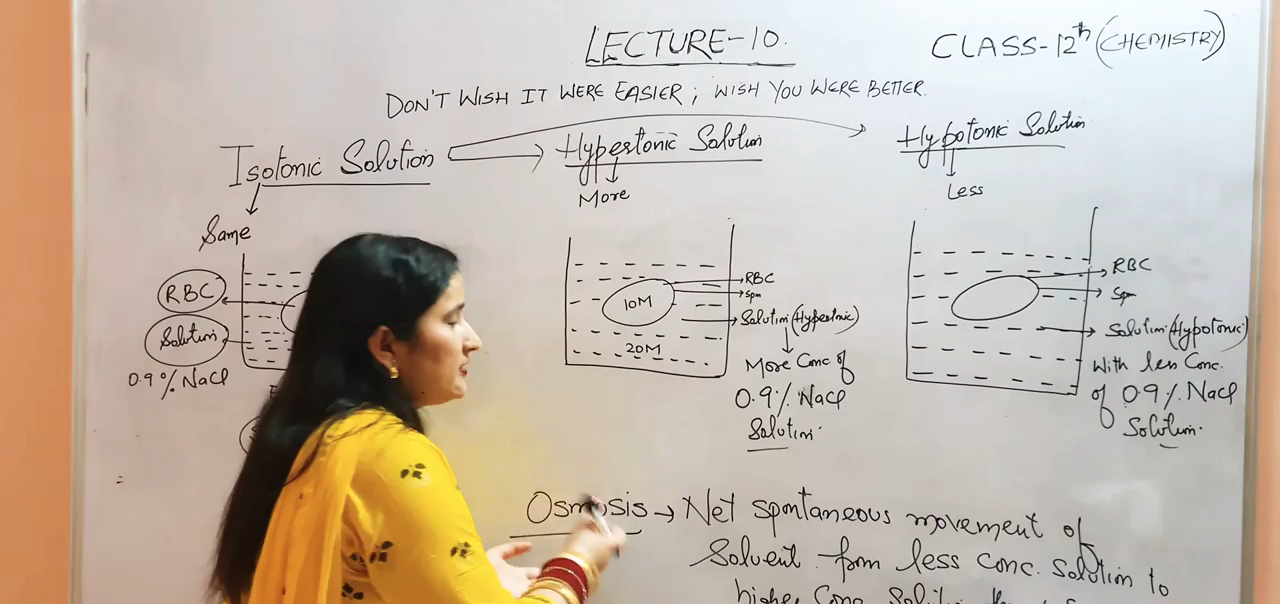 LECTURE-10.
CLASS-12th (CHEMISTRY)
DON'T WISH IT WERE EASIER ; WISH YOU WERE BETTER.
Isotonic Solution
Same
RBC
Solution
0.9% NaCl
Hypertonic Solution
More
10M
20M
RBC
Spm
Solution (Hypertonic)
More Conc of
0.9% NaCl
Solution.
Hypotonic Solution
Less
RBC
Spm
Solution (Hypotonic)
With less Conc.
of 0.9% NaCl
Solution.
Osmosis → Net spontaneous movement of
Solvent from less conc. solution to